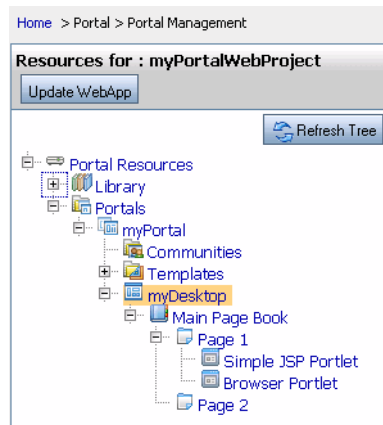 Home > Portal > Portal Management
Resources for : myPortalWebProject
Update WebApp
Refresh Tree
Portal Resources
Library
Portals
myPortal
Communities
Templates
myDesktop
Main Page Book
Page 1
Simple JSP Portlet
Browser Portlet
Page 2